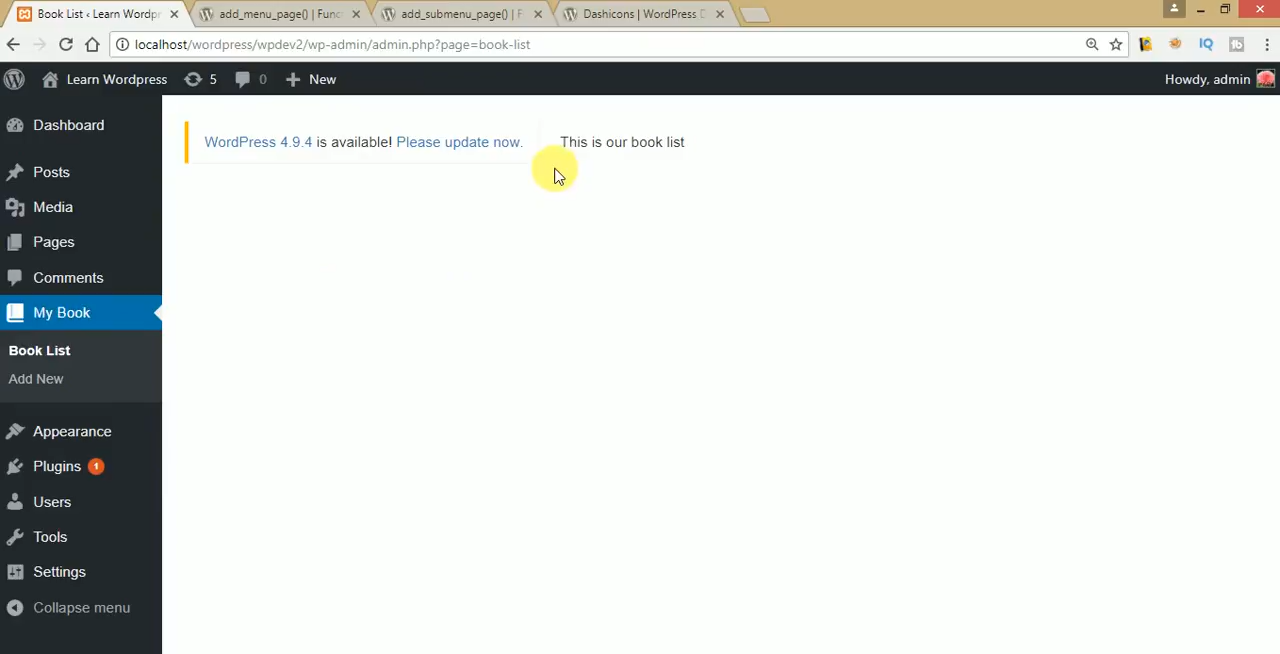 Book List ‹ Learn Wordpr
add_menu_page() | Func
add_submenu_page() | F
Dashicons | WordPress D
localhost/wordpress/wpdev2/wp-admin/admin.php?page=book-list
IQ
tb
Learn Wordpress
5
0
New
Howdy, admin
Dashboard
WordPress 4.9.4 is available! Please update now.
This is our book list
Posts
Media
Pages
Comments
My Book
Book List
Add New
Appearance
Plugins 1
Users
Tools
Settings
Collapse menu